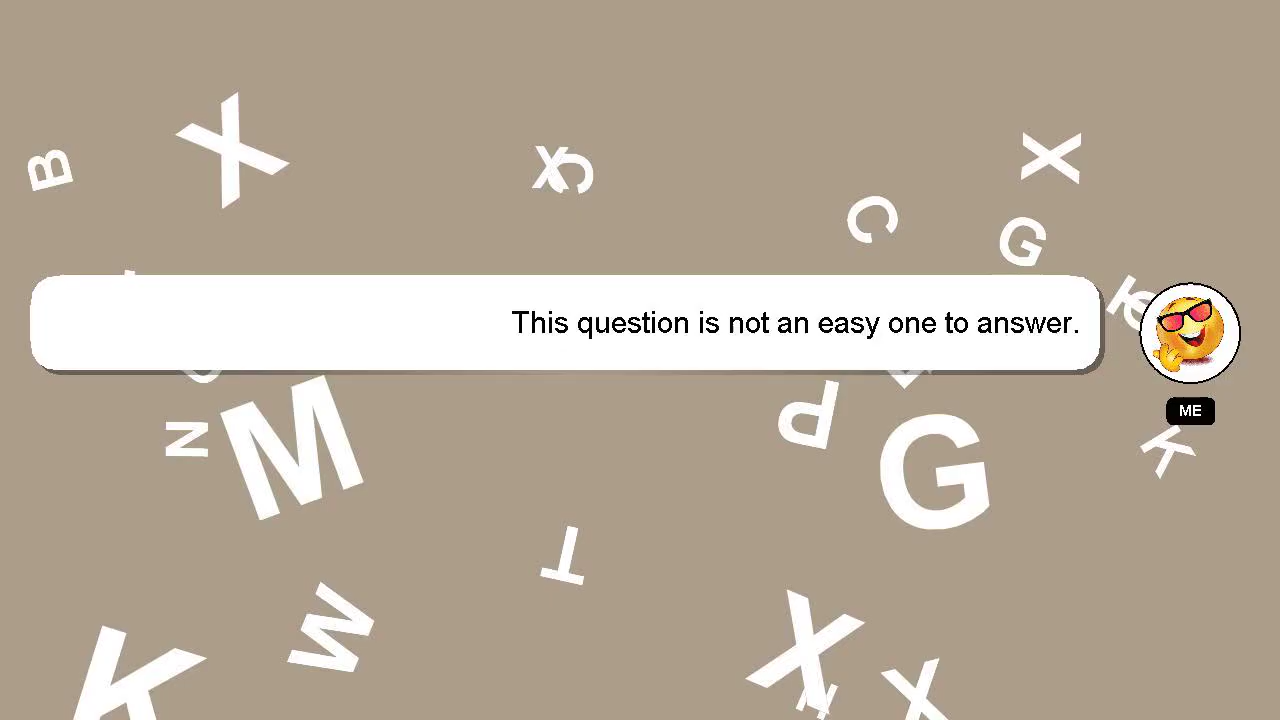 B
X
X
C
X
C
G
K
This question is not an easy one to answer.
ME
N
M
P
G
K
T
W
K
X
X
N